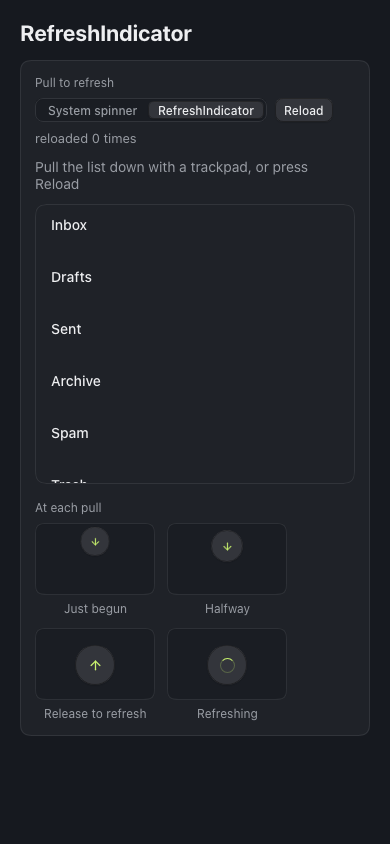 RefreshIndicator
Pull to refresh
System spinner RefreshIndicator Reload
reloaded 0 times
Pull the list down with a trackpad, or press
Reload
Inbox
Drafts
Sent
Archive
Spam
At each pull
Just begun Halfway
Release to refresh Refreshing